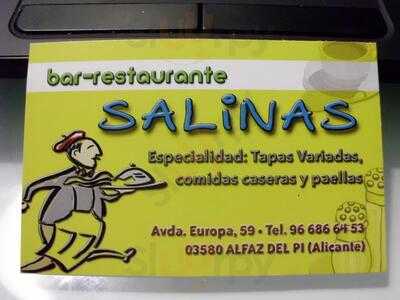 bar-restaurante
SALiNAS
Especialidad: Tapas Variadas,
comidas caseras y paellas
Avda. Europa, 59 • Tel. 96 686 64 53
03580 ALFAZ DEL PI (Alicante)